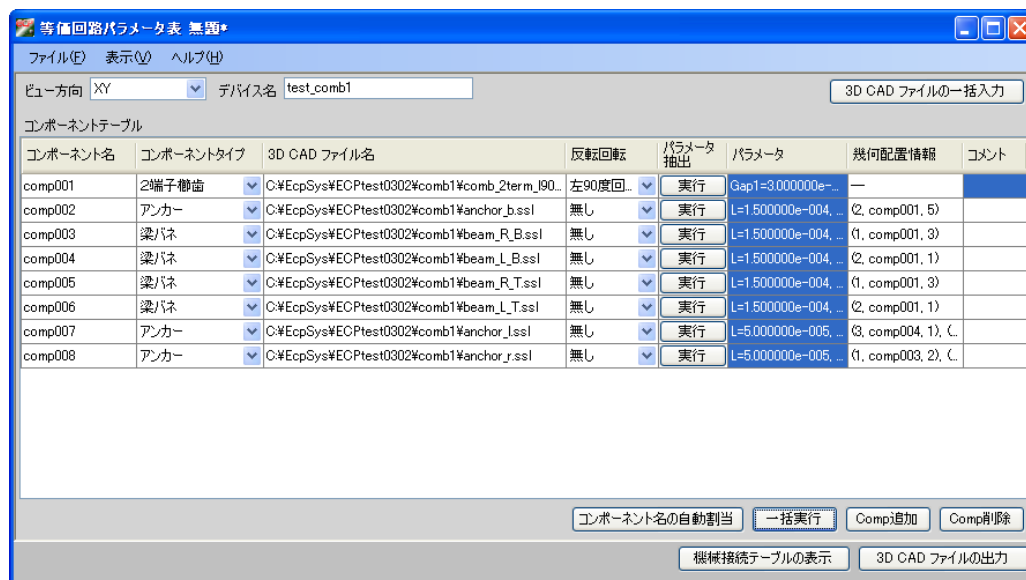 等価回路パラメータ表 無題*
ファイル(F) 表示(V) ヘルプ(H)
ビュー方向 XY デバイス名 test_comb1 3D CAD ファイルの一括入力
コンポーネントテーブル
コンポーネント名 コンポーネントタイプ 3D CAD ファイル名 反転回転 パラメータ抽出 パラメータ 幾何配置情報 コメント
comp001 2端子櫛歯 C:¥EcpSys¥ECPtest0302¥comb1¥comb_2term_l90... 左90度回... 実行 Gap1=3.000000e-... —
comp002 アンカー C:¥EcpSys¥ECPtest0302¥comb1¥anchor_b.ssl 無し 実行 L=1.500000e-004, ... (2, comp001, 5)
comp003 梁バネ C:¥EcpSys¥ECPtest0302¥comb1¥beam_R_B.ssl 無し 実行 L=1.500000e-004, ... (1, comp001, 3)
comp004 梁バネ C:¥EcpSys¥ECPtest0302¥comb1¥beam_L_B.ssl 無し 実行 L=1.500000e-004, ... (2, comp001, 1)
comp005 梁バネ C:¥EcpSys¥ECPtest0302¥comb1¥beam_R_T.ssl 無し 実行 L=1.500000e-004, ... (1, comp001, 3)
comp006 梁バネ C:¥EcpSys¥ECPtest0302¥comb1¥beam_L_T.ssl 無し 実行 L=1.500000e-004, ... (2, comp001, 1)
comp007 アンカー C:¥EcpSys¥ECPtest0302¥comb1¥anchor_l.ssl 無し 実行 L=5.000000e-005, ... (3, comp004, 1), (...
comp008 アンカー C:¥EcpSys¥ECPtest0302¥comb1¥anchor_r.ssl 無し 実行 L=5.000000e-005, ... (1, comp003, 2), (...
コンポーネント名の自動割当 一括実行 Comp追加 Comp削除
機械接続テーブルの表示 3D CAD ファイルの出力